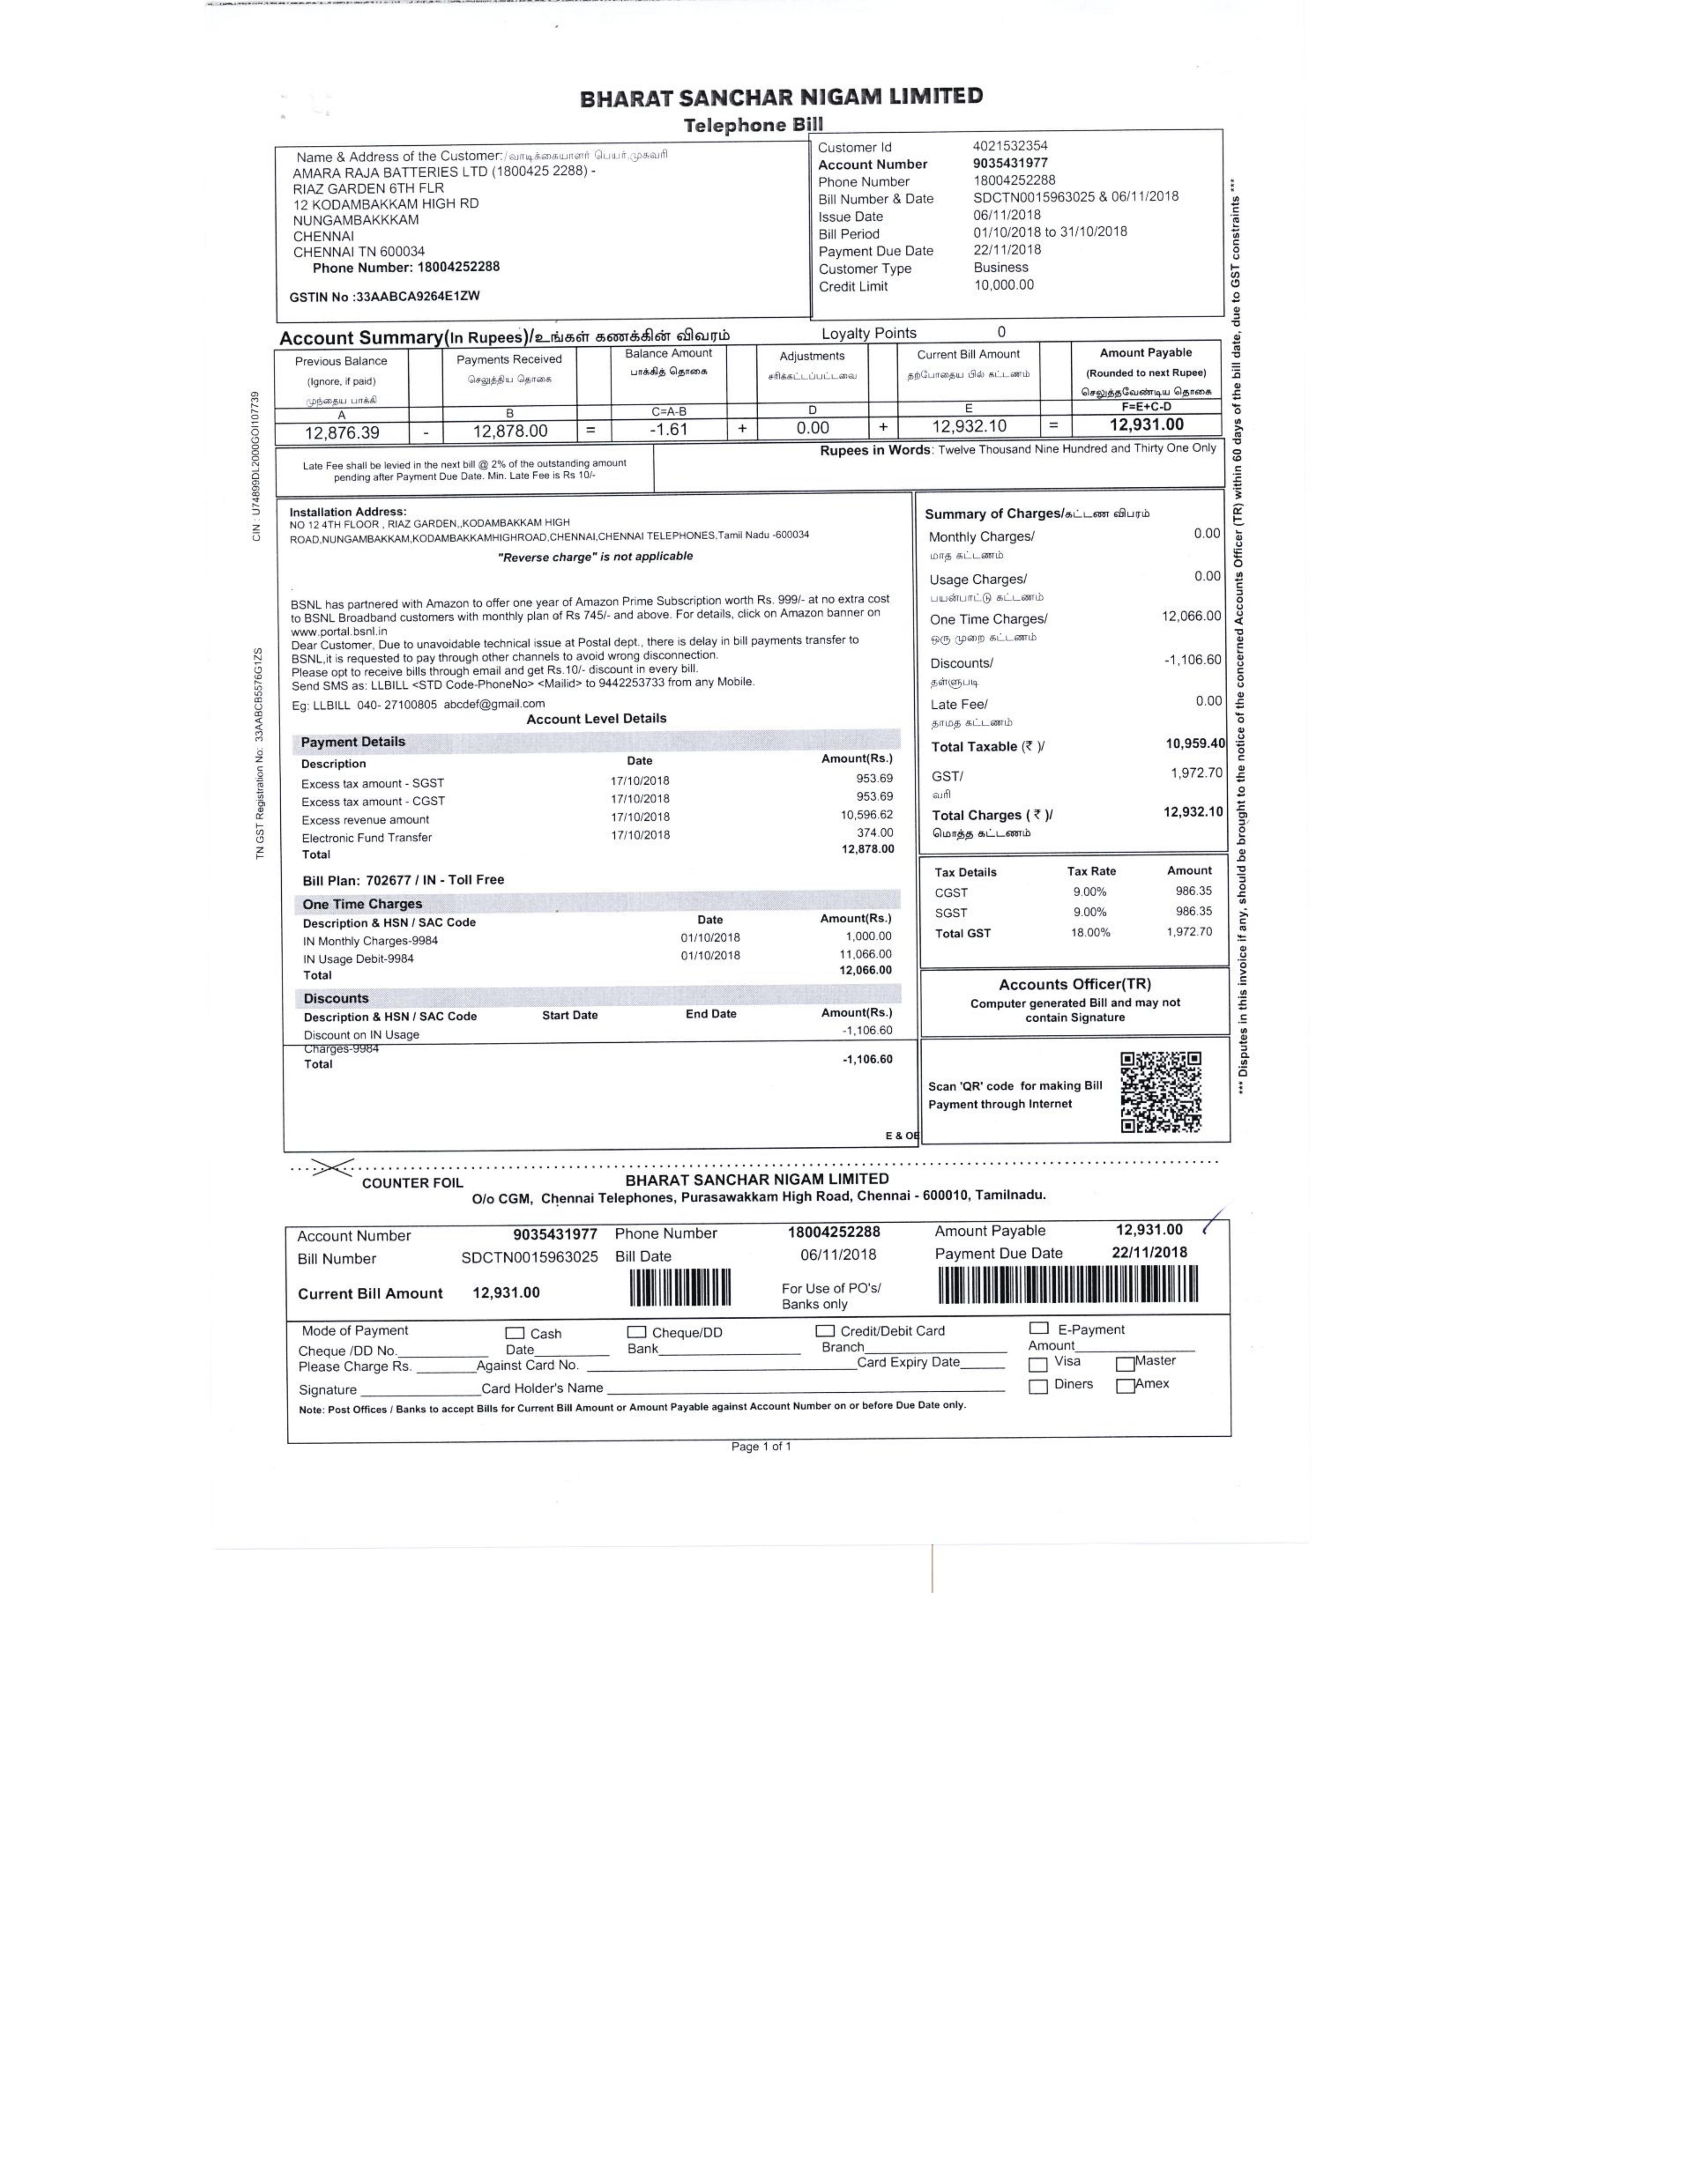 BHARAT SANCHAR NIGAM LIMITED
Telephone Bill
Name & Address of the Customer:/வாடிக்கையாளர் பெயர்,முகவரி
AMARA RAJA BATTERIES LTD (1800425 2288) -
RIAZ GARDEN 6TH FLR
12 KODAMBAKKAM HIGH RD
NUNGAMBAKKKAM
CHENNAI
CHENNAI TN 600034
Phone Number: 18004252288
GSTIN No :33AABCA9264E1ZW
Customer Id 4021532354
Account Number 9035431977
Phone Number 18004252288
Bill Number & Date SDCTN0015963025 & 06/11/2018
Issue Date 06/11/2018
Bill Period 01/10/2018 to 31/10/2018
Payment Due Date 22/11/2018
Customer Type Business
Credit Limit 10,000.00
Account Summary(In Rupees)/உங்கள் கணக்கின் விவரம் Loyalty Points 0
Previous Balance Payments Received Balance Amount Adjustments Current Bill Amount Amount Payable
(Ignore, if paid) செலுத்திய தொகை பாக்கித் தொகை சரிக்கட்டப்பட்டவை தற்போதைய பில் கட்டணம் (Rounded to next Rupee)
முந்தைய பாக்கி செலுத்தவேண்டிய தொகை
A B C=A-B D E F=E+C-D
12,876.39 - 12,878.00 = -1.61 + 0.00 + 12,932.10 = 12,931.00
Rupees in Words: Twelve Thousand Nine Hundred and Thirty One Only
Late Fee shall be levied in the next bill @ 2% of the outstanding amount
pending after Payment Due Date. Min. Late Fee is Rs 10/-
Installation Address:
NO 12 4TH FLOOR , RIAZ GARDEN,,KODAMBAKKAM HIGH
ROAD,NUNGAMBAKKAM,KODAMBAKKAMHIGHROAD,CHENNAI,CHENNAI TELEPHONES,Tamil Nadu -600034
"Reverse charge" is not applicable
BSNL has partnered with Amazon to offer one year of Amazon Prime Subscription worth Rs. 999/- at no extra cost
to BSNL Broadband customers with monthly plan of Rs 745/- and above. For details, click on Amazon banner on
www.portal.bsnl.in
Dear Customer, Due to unavoidable technical issue at Postal dept., there is delay in bill payments transfer to
BSNL,it is requested to pay through other channels to avoid wrong disconnection.
Please opt to receive bills through email and get Rs.10/- discount in every bill.
Send SMS as: LLBILL <STD Code-PhoneNo> <Mailid> to 9442253733 from any Mobile.
Eg: LLBILL 040- 27100805 abcdef@gmail.com
Account Level Details
Payment Details
Description Date Amount(Rs.)
Excess tax amount - SGST 17/10/2018 953.69
Excess tax amount - CGST 17/10/2018 953.69
Excess revenue amount 17/10/2018 10,596.62
Electronic Fund Transfer 17/10/2018 374.00
Total 12,878.00
Bill Plan: 702677 / IN - Toll Free
One Time Charges
Description & HSN / SAC Code Date Amount(Rs.)
IN Monthly Charges-9984 01/10/2018 1,000.00
IN Usage Debit-9984 01/10/2018 11,066.00
Total 12,066.00
Discounts
Description & HSN / SAC Code Start Date End Date Amount(Rs.)
Discount on IN Usage -1,106.60
Charges-9984
Total -1,106.60
E & OE
Summary of Charges/கட்டண விபரம்
Monthly Charges/ 0.00
மாத கட்டணம்
Usage Charges/ 0.00
பயன்பாட்டு கட்டணம்
One Time Charges/ 12,066.00
ஒரு முறை கட்டணம்
Discounts/ -1,106.60
தள்ளுபடி
Late Fee/ 0.00
தாமத கட்டணம்
Total Taxable (₹ )/ 10,959.40
GST/ 1,972.70
வரி
Total Charges ( ₹ )/ 12,932.10
மொத்த கட்டணம்
Tax Details Tax Rate Amount
CGST 9.00% 986.35
SGST 9.00% 986.35
Total GST 18.00% 1,972.70
Accounts Officer(TR)
Computer generated Bill and may not
contain Signature
Scan 'QR' code for making Bill
Payment through Internet
CIN : U74899DL2000GOI107739
TN GST Registration No: 33AABCB5576G1ZS
*** Disputes in this invoice if any, should be brought to the notice of the concerned Accounts Officer (TR) within 60 days of the bill date, due to GST constraints ***
COUNTER FOIL BHARAT SANCHAR NIGAM LIMITED
O/o CGM, Chennai Telephones, Purasawakkam High Road, Chennai - 600010, Tamilnadu.
Account Number 9035431977 Phone Number 18004252288 Amount Payable 12,931.00
Bill Number SDCTN0015963025 Bill Date 06/11/2018 Payment Due Date 22/11/2018
Current Bill Amount 12,931.00 For Use of PO's/
Banks only
Mode of Payment Cash Cheque/DD Credit/Debit Card E-Payment
Cheque /DD No. Date Bank Branch Amount
Please Charge Rs. Against Card No. Card Expiry Date Visa Master
Signature Card Holder's Name Diners Amex
Note: Post Offices / Banks to accept Bills for Current Bill Amount or Amount Payable against Account Number on or before Due Date only.
Page 1 of 1